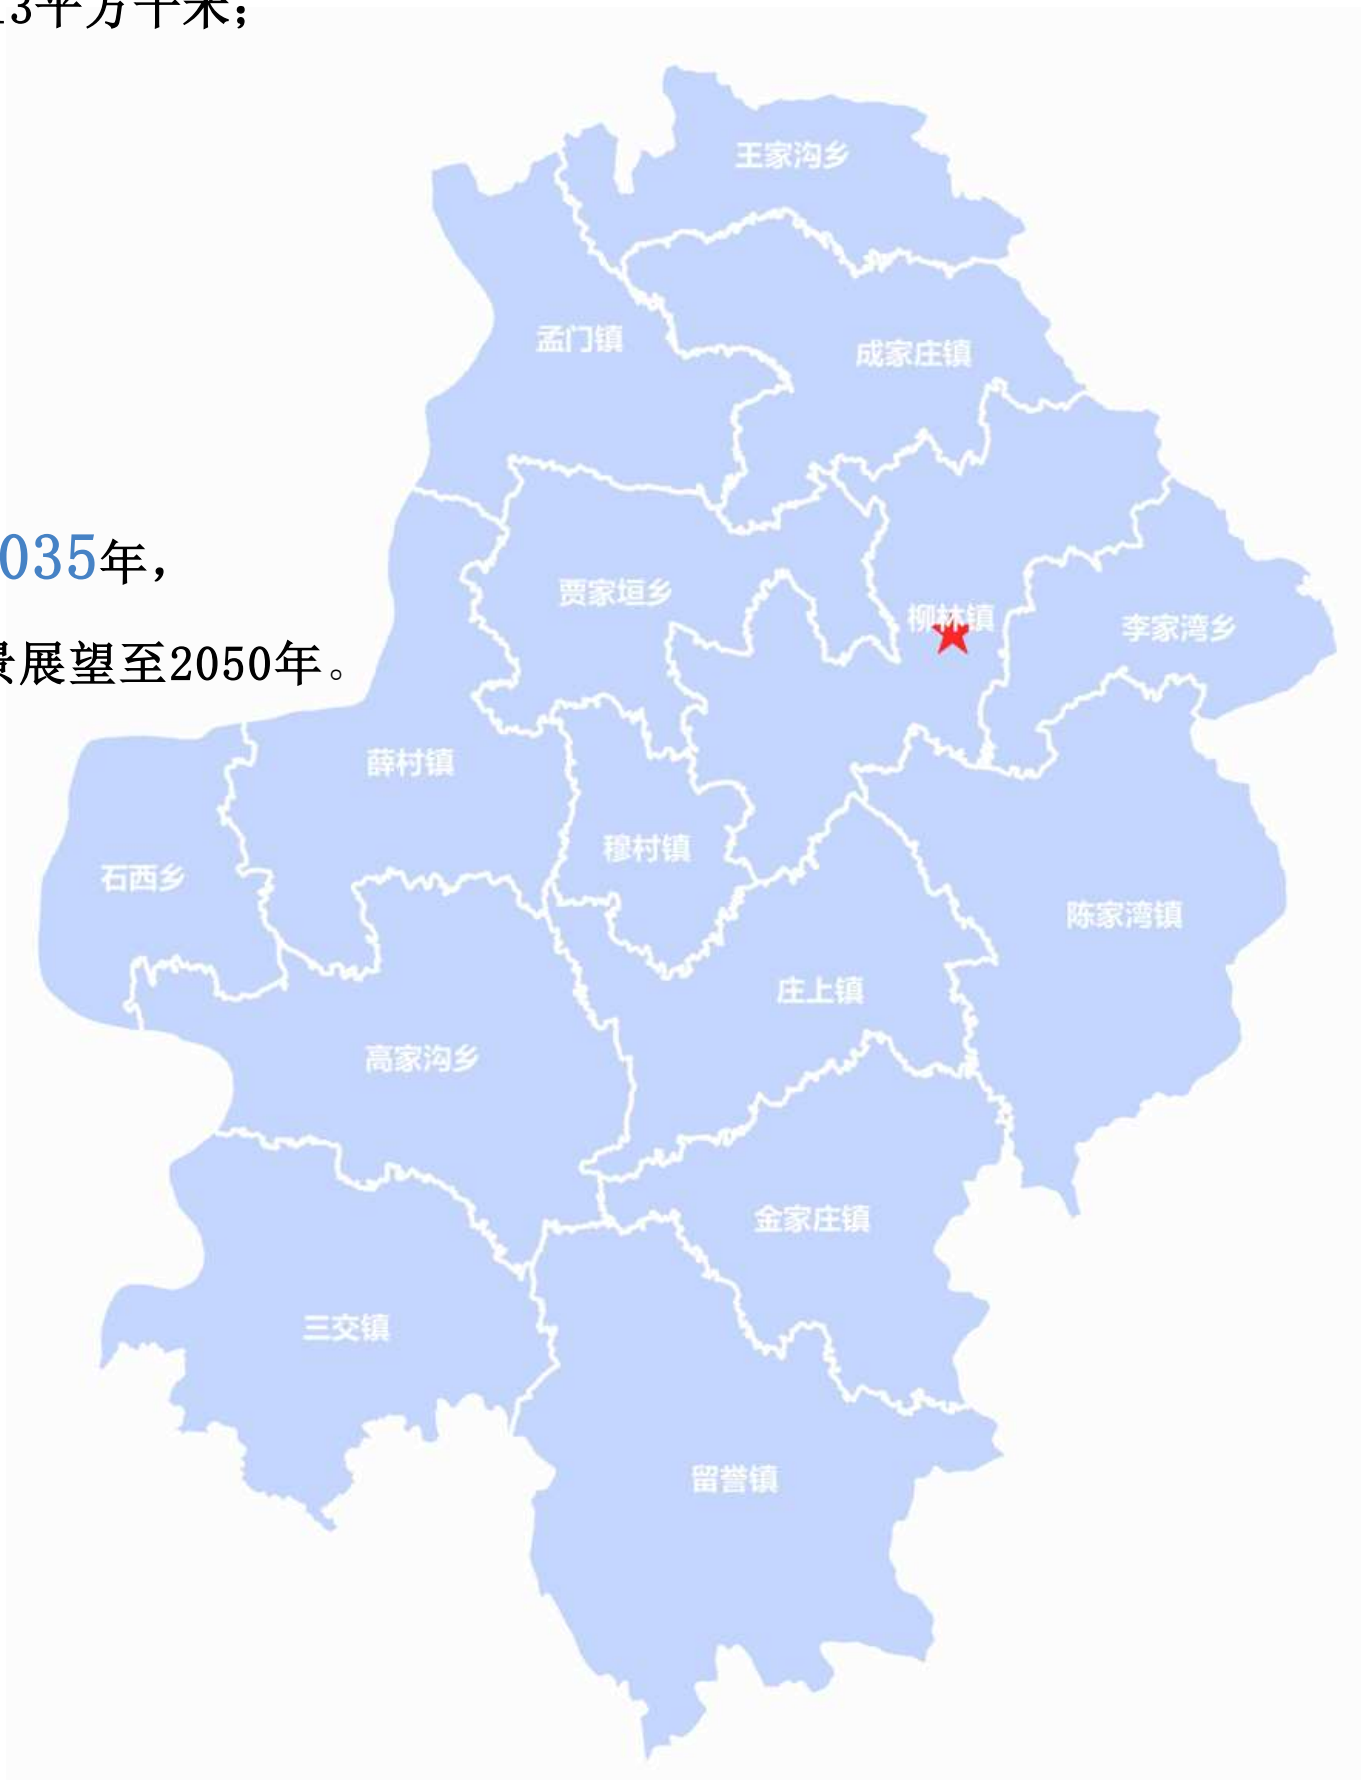 13平方千米；
王家沟乡
孟门镇
成家庄镇
035年，
贾家垣乡
柳林镇
李家湾乡
景展望至2050年。
薛村镇
穆村镇
石西乡
陈家湾镇
庄上镇
高家沟乡
金家庄镇
三交镇
留誉镇